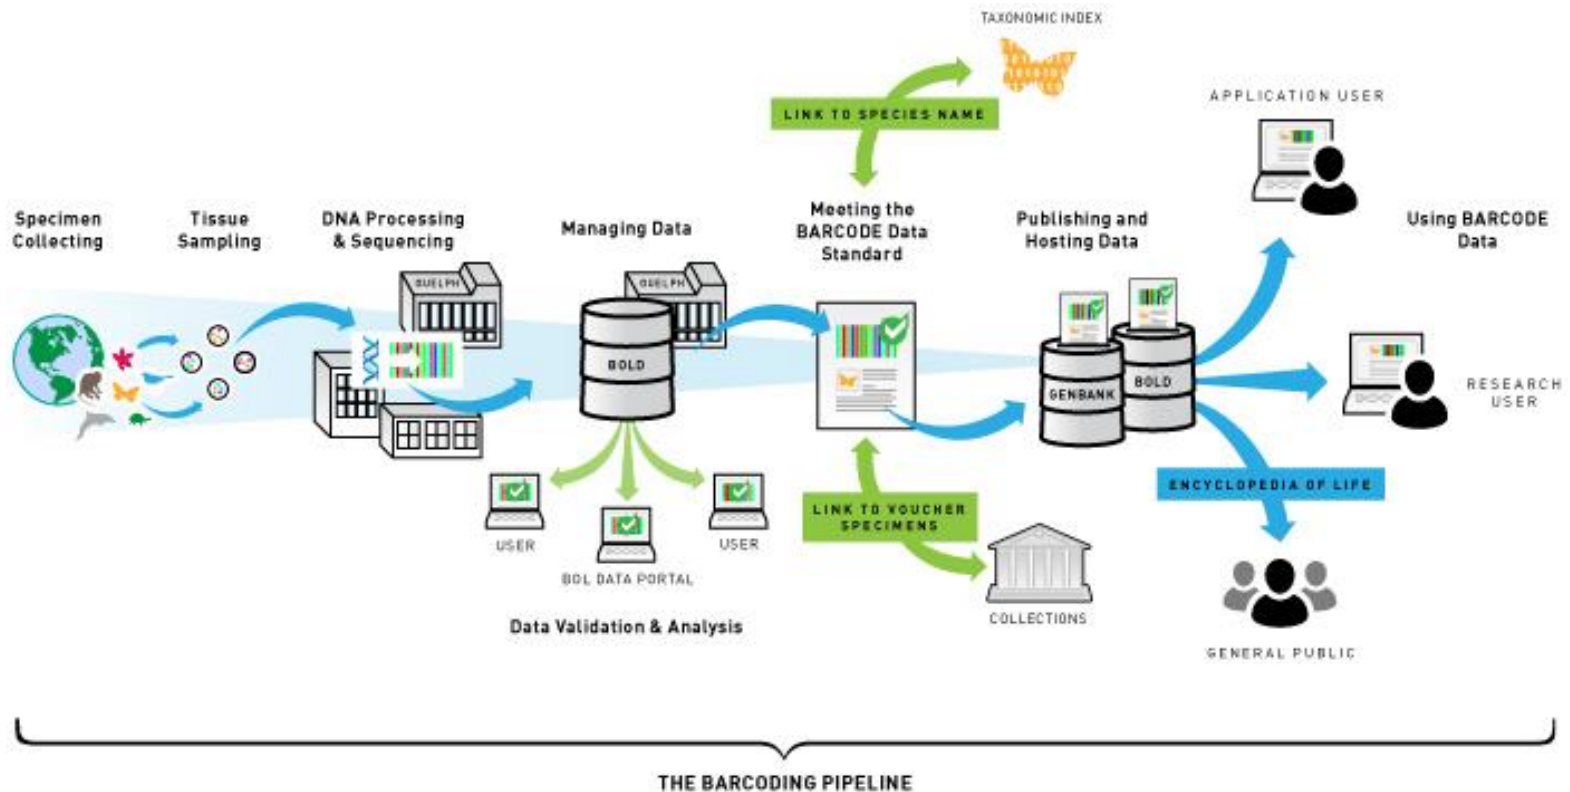 TAXONOMIC INDEX
LINK TO SPECIES NAME
APPLICATION USER
Specimen
Collecting
Tissue
Sampling
DNA Processing
& Sequencing
Managing Data
Meeting the
BARCODE Data
Standard
Publishing and
Hosting Data
Using BARCODE
Data
GUELPH
GUELPH
BOLD
GENBANK
BOLD
RESEARCH
USER
ENCYCLOPEDIA OF LIFE
LINK TO VOUCHER
SPECIMENS
USER
BOL DATA PORTAL
USER
COLLECTIONS
Data Validation & Analysis
GENERAL PUBLIC
THE BARCODING PIPELINE